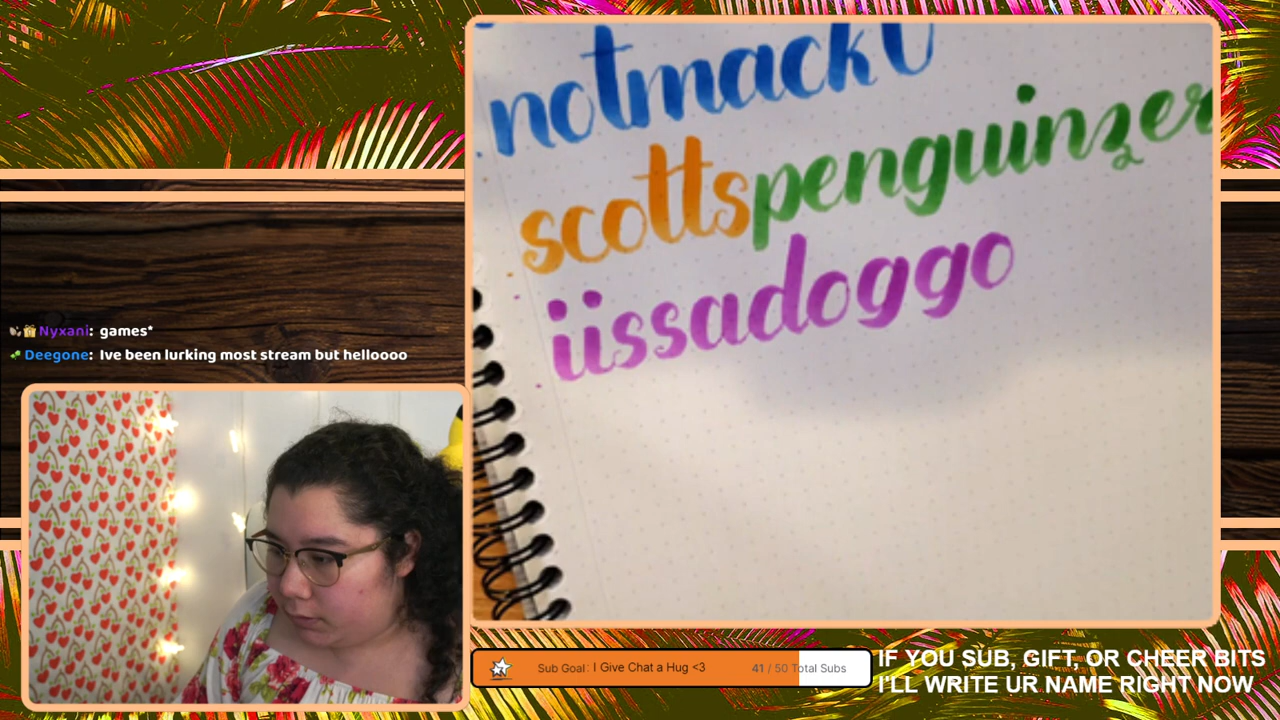 notmack
scottspenguinzer
iissadoggo
Nyxani: games*
Deegone: Ive been lurking most stream but helloooo
Sub Goal: I Give Chat a Hug <3 41 / 50 Total Subs
IF YOU SUB, GIFT, OR CHEER BITS
I'LL WRITE UR NAME RIGHT NOW